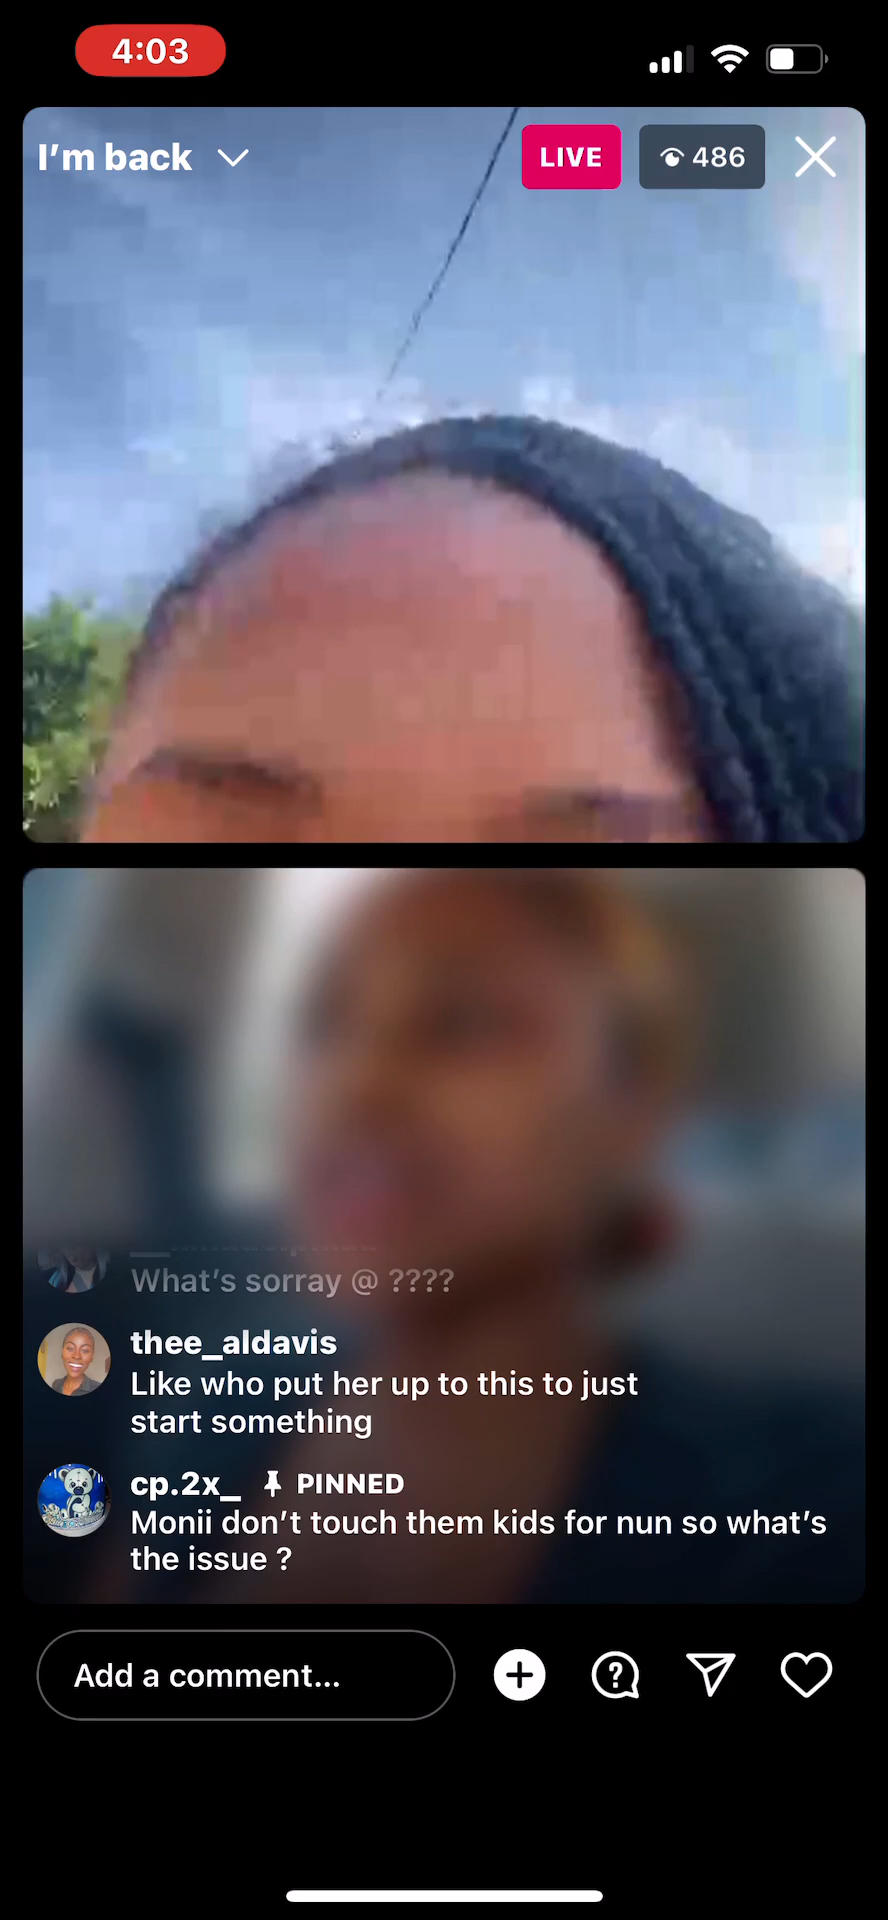 4:03
I’m back
LIVE
486
What’s sorray @ ????
thee_aldavis
Like who put her up to this to just
start something
cp.2x_ PINNED
Monii don’t touch them kids for nun so what’s
the issue ?
Add a comment...